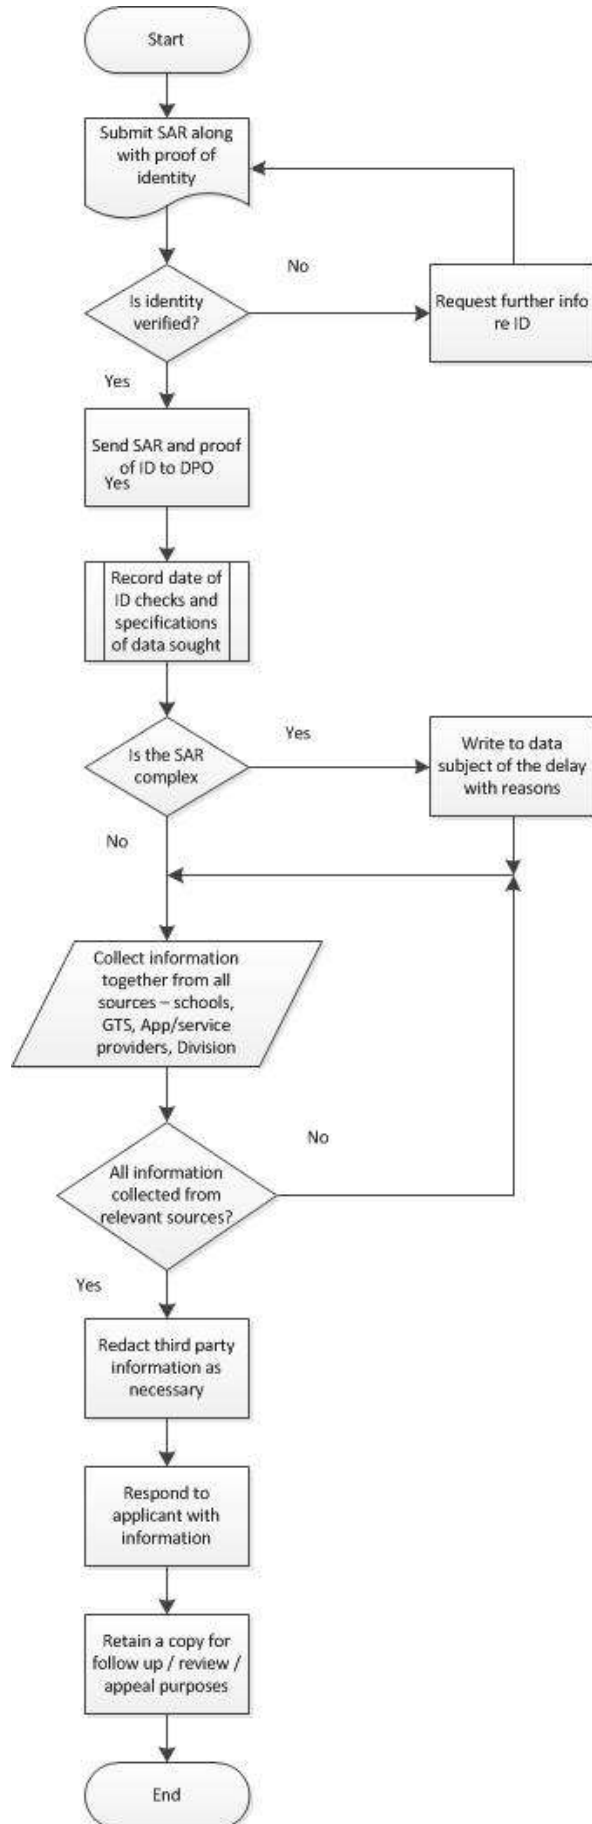 Start
Submit SAR along
with proof of
identity
No
Is identity
verified?
Request further info
re ID
Yes
Send SAR and proof
of ID to DPO
Yes
Record date of
ID checks and
specifications
of data sought
Yes
Is the SAR
complex
Write to data
subject of the delay
with reasons
No
Collect information
together from all
sources – schools,
GTS, App/service
providers, Division
No
All information
collected from
relevant sources?
Yes
Redact third party
information as
necessary
Respond to
applicant with
information
Retain a copy for
follow up / review /
appeal purposes
End